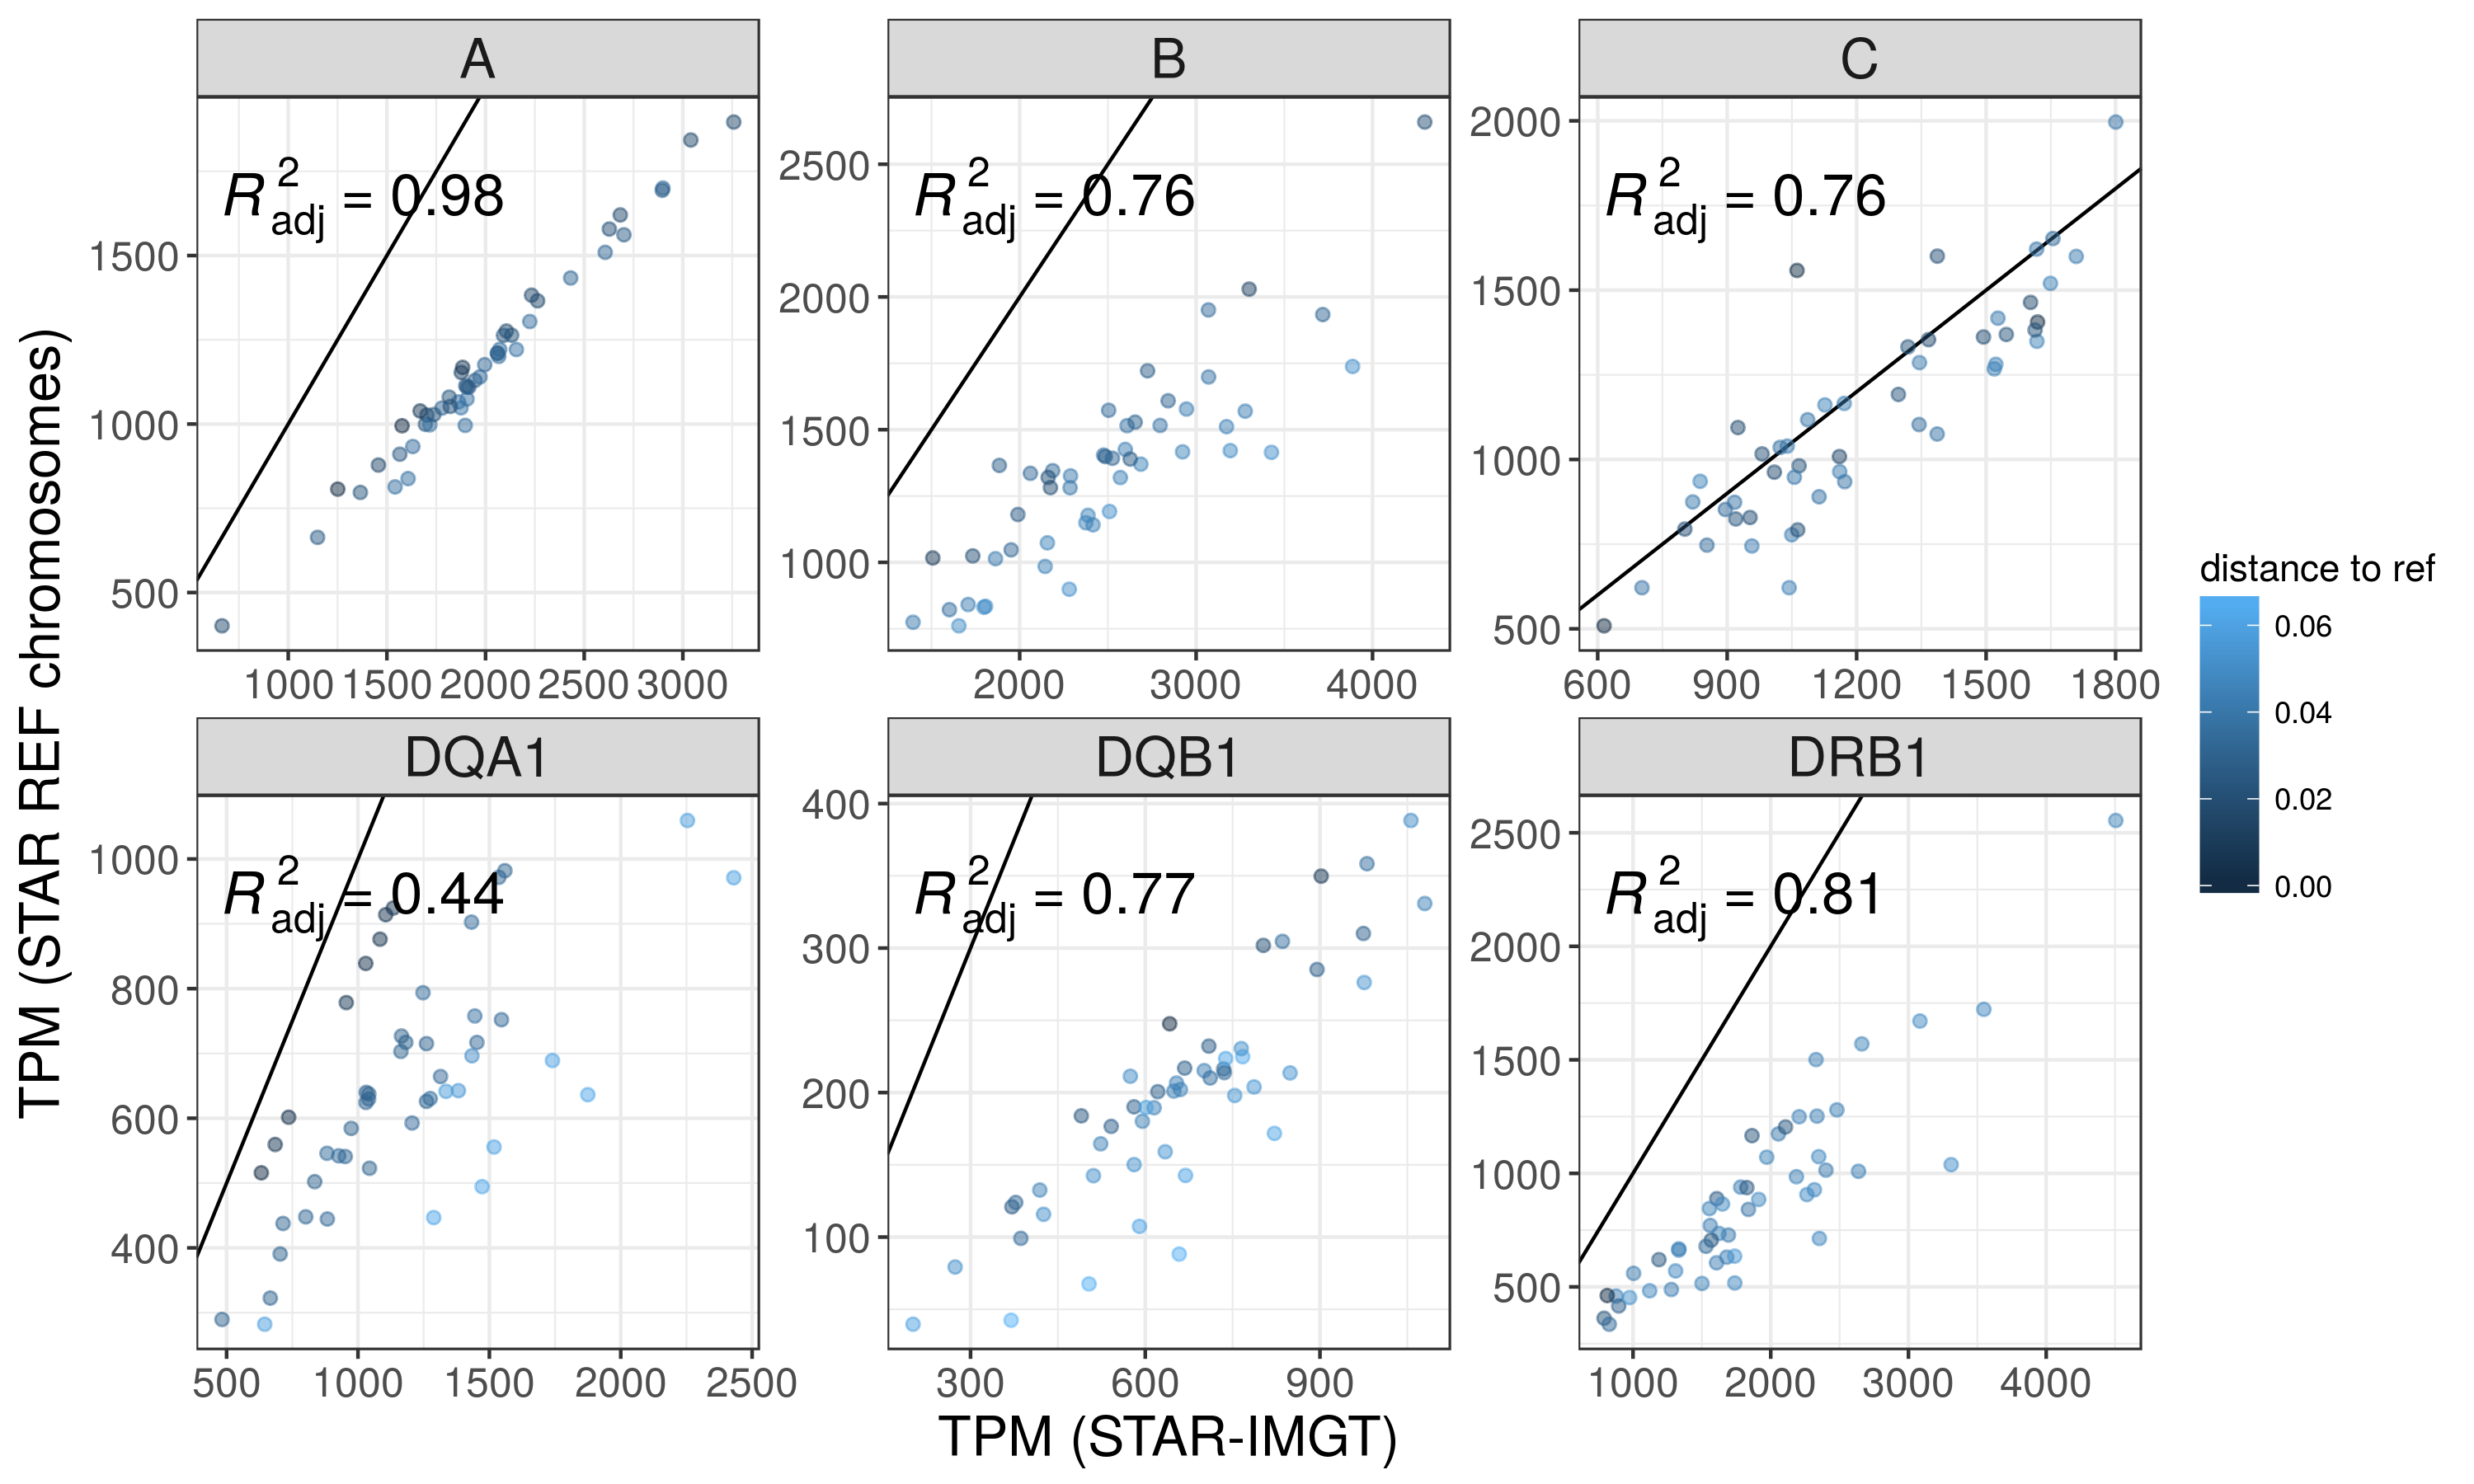 A
B
C
TPM (STAR REF chromosomes)
R²adj = 0.98
R²adj = 0.76
R²adj = 0.76
1500
1000
500
2500
2000
1500
1000
2000
1500
1000
500
1000 1500 2000 2500 3000
2000 3000 4000
600 900 1200 1500 1800
DQA1
DQB1
DRB1
R²adj = 0.44
R²adj = 0.77
R²adj = 0.81
1000
800
600
400
400
300
200
100
2500
2000
1500
1000
500
500 1000 1500 2000 2500
300 600 900
1000 2000 3000 4000
TPM (STAR-IMGT)
distance to ref
0.06
0.04
0.02
0.00